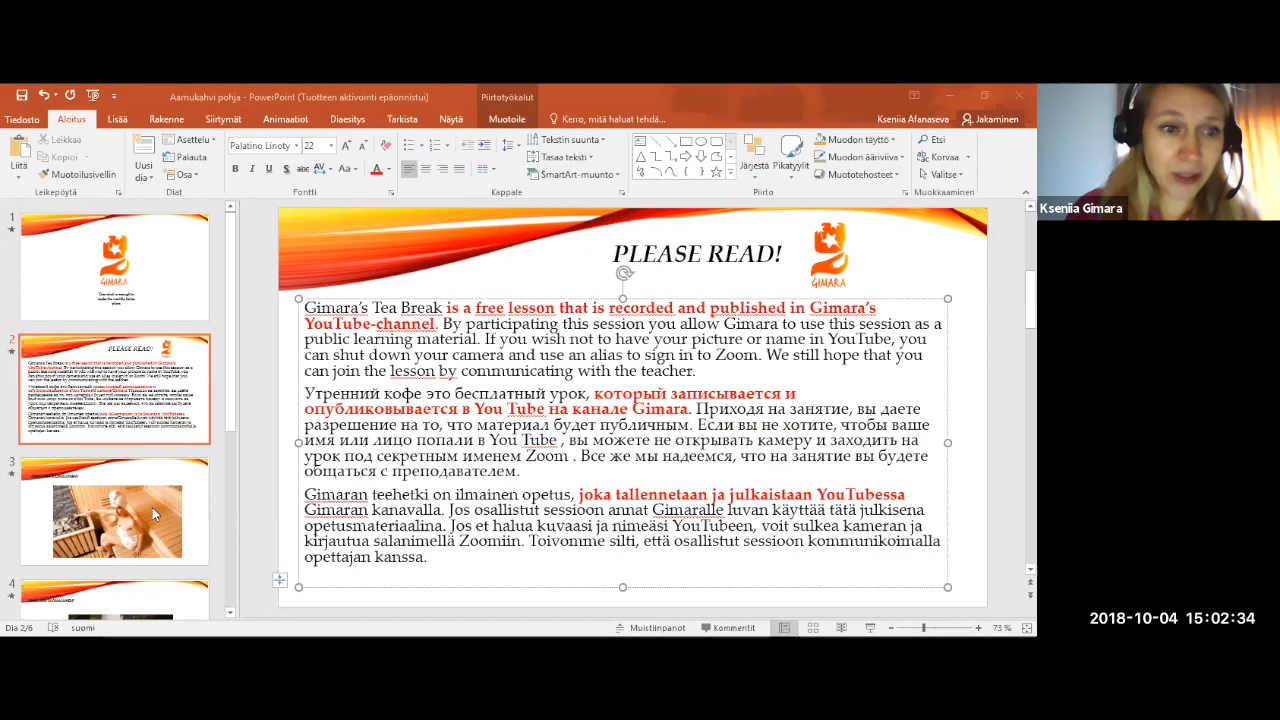 Aamukahvi pohja - PowerPoint (Tuotteen aktivointi epäonnistui)
Piirtotyökalut
Tiedosto Aloitus Lisää Rakenne Siirtymät Animaatiot Diaesitys Tarkista Näytä Muotoile Kerro, mitä haluat tehdä... Kseniia Afanaseva Jakaminen
Liitä
Leikkaa
Kopioi
Muotoilusivellin
Leikepöytä
Uusi dia
Asettelu
Palauta
Osa
Diat
Palatino Linoty 22
B I U S abc AV Aa A
Fontti
Tekstin suunta
Tasaa teksti
SmartArt-muunto
Kappale
Järjestä
Pikatyylit
Muodon täyttö
Muodon ääriviiva
Muototehosteet
Piirto
Etsi
Korvaa
Valitse
Muokkaaminen
Kseniia Gimara
1
GIMARA
2
PLEASE READ!
3
4
PLEASE READ!
GIMARA
Gimara's Tea Break is a free lesson that is recorded and published in Gimara's
YouTube-channel. By participating this session you allow Gimara to use this session as a
public learning material. If you wish not to have your picture or name in YouTube, you
can shut down your camera and use an alias to sign in to Zoom. We still hope that you
can join the lesson by communicating with the teacher.
Утренний кофе это бесплатный урок, который записывается и
опубликовывается в You Tube на канале Gimara. Приходя на занятие, вы даете
разрешение на то, что материал будет публичным. Если вы не хотите, чтобы ваше
имя или лицо попали в You Tube , вы можете не открывать камеру и заходить на
урок под секретным именем Zoom . Все же мы надеемся, что на занятие вы будете
общаться с преподавателем.
Gimaran teehetki on ilmainen opetus, joka tallennetaan ja julkaistaan YouTubessa
Gimaran kanavalla. Jos osallistut sessioon annat Gimaralle luvan käyttää tätä julkisena
opetusmateriaalina. Jos et halua kuvaasi ja nimeäsi YouTubeen, voit sulkea kameran ja
kirjautua salanimellä Zoomiin. Toivomme silti, että osallistut sessioon kommunikoimalla
opettajan kanssa.
Dia 2/6 suomi Muistiinpanot Kommentit 73 %
2018-10-04 15:02:34